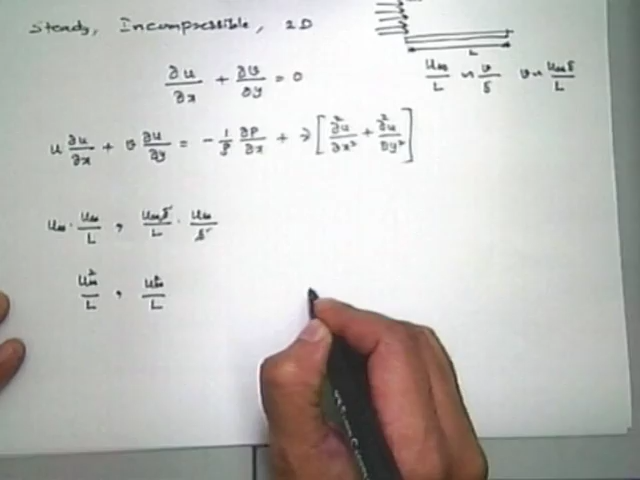 Steady, Incompressible, 2D
L
∂u/∂x + ∂v/∂y = 0
u∞/L ~ v/δ v ~ u∞δ/L
u ∂u/∂x + v ∂u/∂y = -1/ρ ∂P/∂x + ν [∂²u/∂x² + ∂²u/∂y²]
u∞ · u∞/L , u∞δ/L · u∞/δ
u∞²/L , u∞²/L